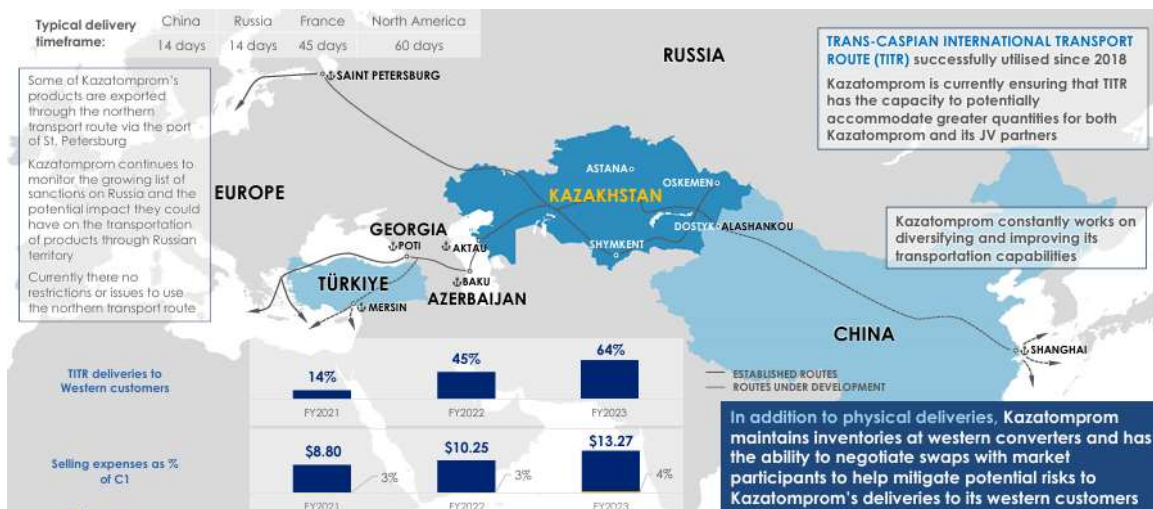 Typical delivery
timeframe:
China Russia France North America
14 days 14 days 45 days 60 days
Some of Kazatomprom's
products are exported
through the northern
transport route via the port
of St. Petersburg
Kazatomprom continues to
monitor the growing list of
sanctions on Russia and the
potential impact they could
have on the transportation
of products through Russian
territory
Currently there no
restrictions or issues to use
the northern transport route
SAINT PETERSBURG
RUSSIA
TRANS-CASPIAN INTERNATIONAL TRANSPORT
ROUTE (TITR) successfully utilised since 2018
Kazatomprom is currently ensuring that TITR
has the capacity to potentially
accommodate greater quantities for both
Kazatomprom and its JV partners
EUROPE
ASTANA
OSKEMEN
KAZAKHSTAN
GEORGIA
POTI
AKTAU
SHYMKENT
DOSTYK
ALASHANKOU
Kazatomprom constantly works on
diversifying and improving its
transportation capabilities
TÜRKIYE
BAKU
AZERBAIJAN
MERSIN
CHINA
SHANGHAI
TITR deliveries to
Western customers
14%
45%
64%
FY2021
FY2022
FY2023
ESTABLISHED ROUTES
ROUTES UNDER DEVELOPMENT
Selling expenses as %
of C1
$8.80
$10.25
$13.27
3%
3%
4%
FY2021
FY2022
FY2023
In addition to physical deliveries, Kazatomprom
maintains inventories at western converters and has
the ability to negotiate swaps with market
participants to help mitigate potential risks to
Kazatomprom's deliveries to its western customers